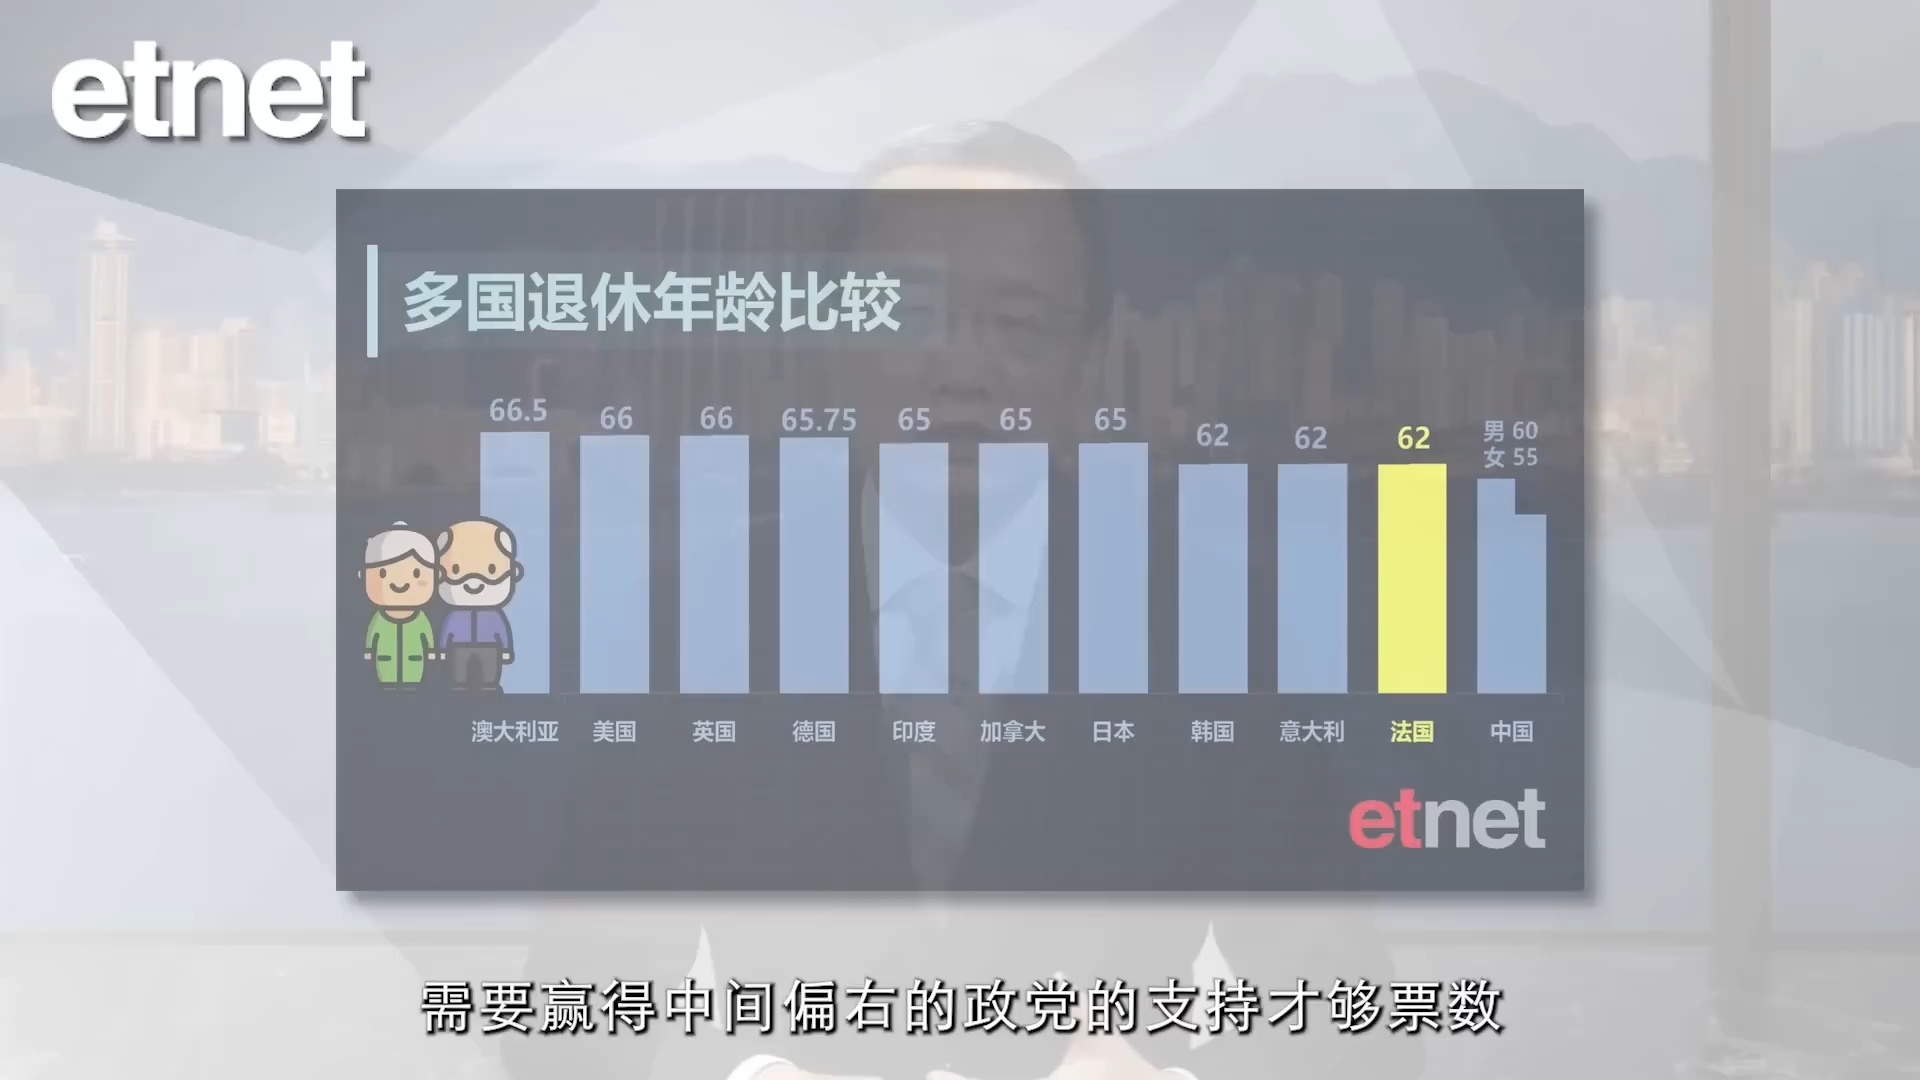 etnet
多国退休年龄比较
66.5 66 66 65.75 65 65 65 62 62 62 男 60
女 55
澳大利亚 美国 英国 德国 印度 加拿大 日本 韩国 意大利 法国 中国
etnet
需要赢得中间偏右的政党的支持才够票数